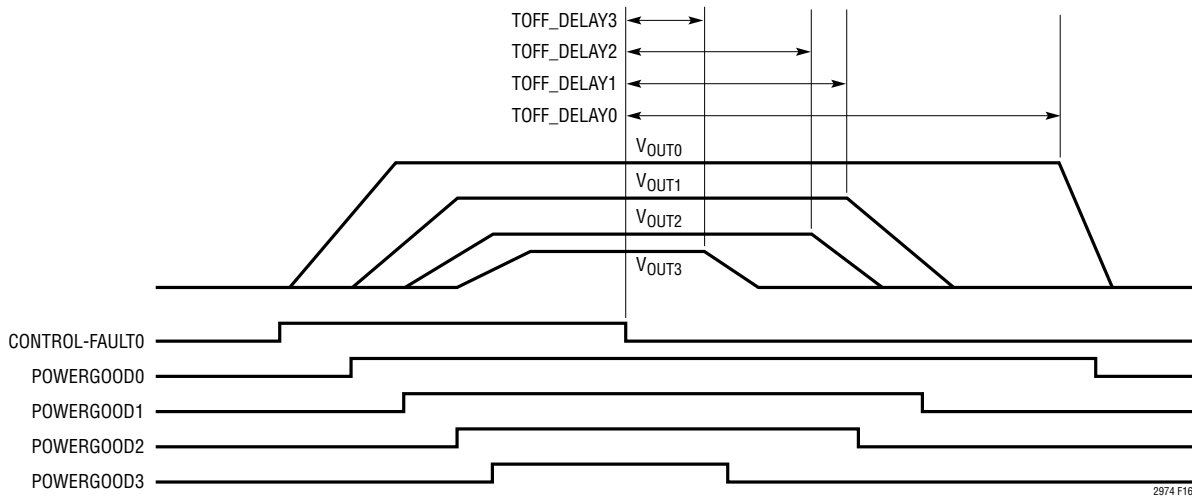 TOFF_DELAY3
TOFF_DELAY2
TOFF_DELAY1
TOFF_DELAY0
VOUT0
VOUT1
VOUT2
VOUT3
CONTROL-FAULT0
POWERGOOD0
POWERGOOD1
POWERGOOD2
POWERGOOD3
2974 F16